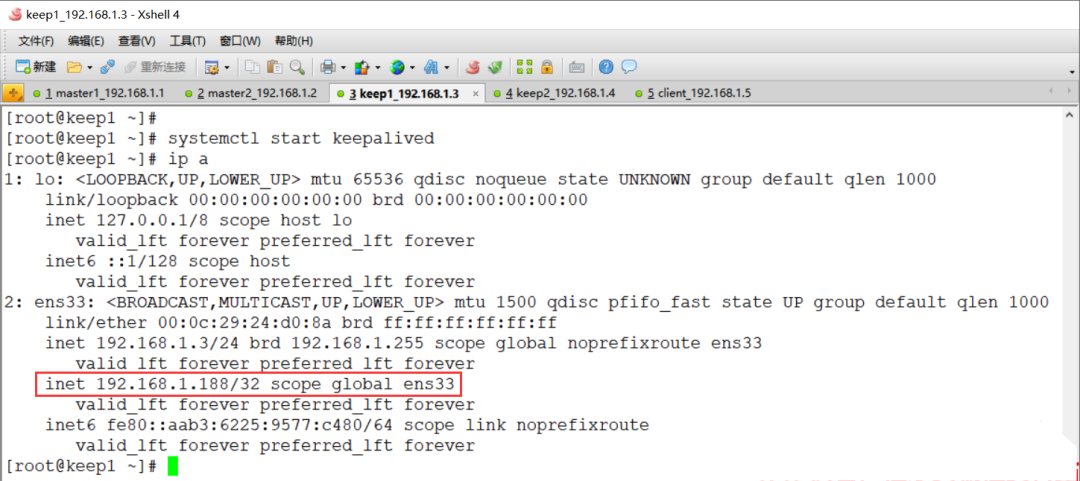 keep1_192.168.1.3 - Xshell 4
文件(F) 编辑(E) 查看(V) 工具(T) 窗口(W) 帮助(H)
新建 重新连接
1 master1_192.168.1.1 2 master2_192.168.1.2 3 keep1_192.168.1.3 × 4 keep2_192.168.1.4 5 client_192.168.1.5
[root@keep1 ~]#
[root@keep1 ~]# systemctl start keepalived
[root@keep1 ~]# ip a
1: lo: <LOOPBACK,UP,LOWER_UP> mtu 65536 qdisc noqueue state UNKNOWN group default qlen 1000
link/loopback 00:00:00:00:00:00 brd 00:00:00:00:00:00
inet 127.0.0.1/8 scope host lo
valid_lft forever preferred_lft forever
inet6 ::1/128 scope host
valid_lft forever preferred_lft forever
2: ens33: <BROADCAST,MULTICAST,UP,LOWER_UP> mtu 1500 qdisc pfifo_fast state UP group default qlen 1000
link/ether 00:0c:29:24:d0:8a brd ff:ff:ff:ff:ff:ff
inet 192.168.1.3/24 brd 192.168.1.255 scope global noprefixroute ens33
valid_lft forever preferred_lft forever
inet 192.168.1.188/32 scope global ens33
valid_lft forever preferred_lft forever
inet6 fe80::aab3:6225:9577:c480/64 scope link noprefixroute
valid_lft forever preferred_lft forever
[root@keep1 ~]#